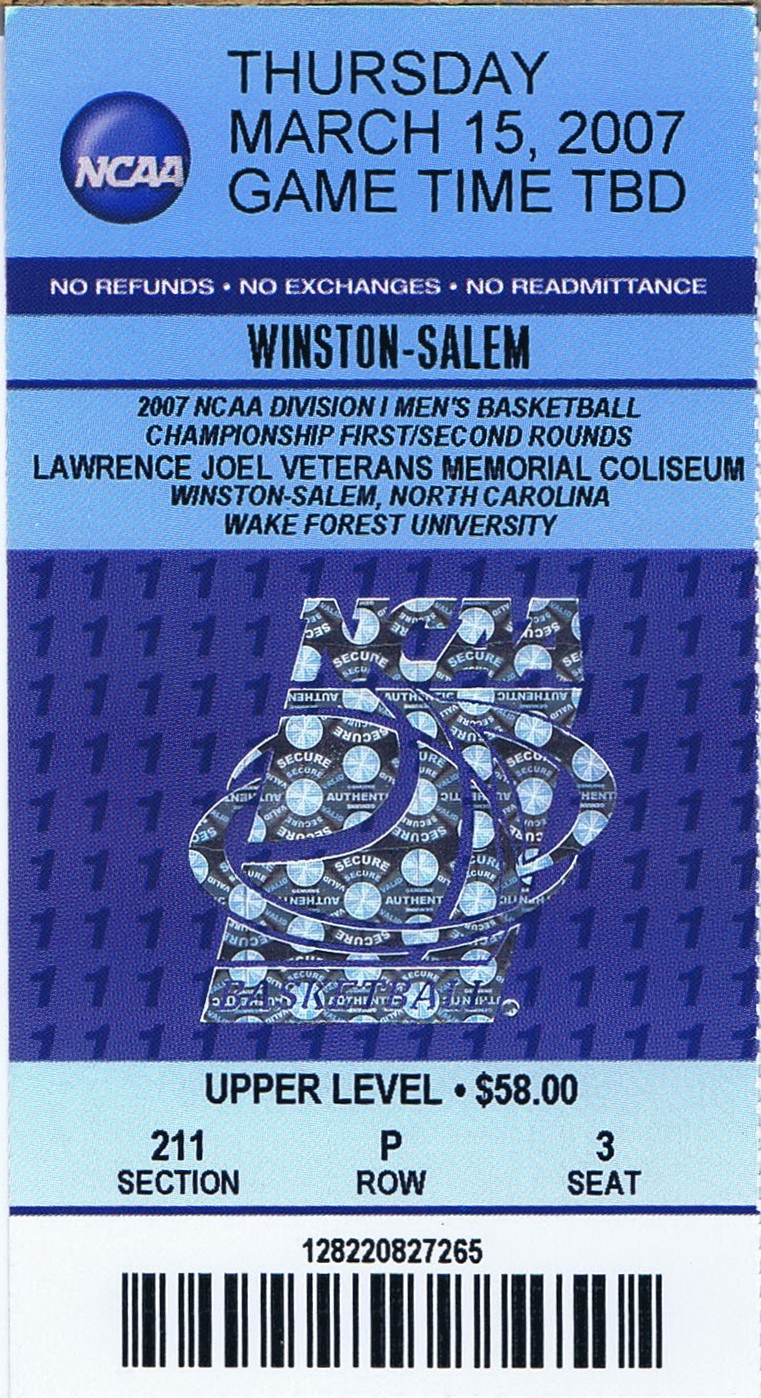 THURSDAY
MARCH 15, 2007
GAME TIME TBD
NCAA
NO REFUNDS • NO EXCHANGES • NO READMITTANCE
WINSTON-SALEM
2007 NCAA DIVISION I MEN'S BASKETBALL
CHAMPIONSHIP FIRST/SECOND ROUNDS
LAWRENCE JOEL VETERANS MEMORIAL COLISEUM
WINSTON-SALEM, NORTH CAROLINA
WAKE FOREST UNIVERSITY
NCAA
BASKETBALL
UPPER LEVEL • $58.00
211 P 3
SECTION ROW SEAT
128220827265